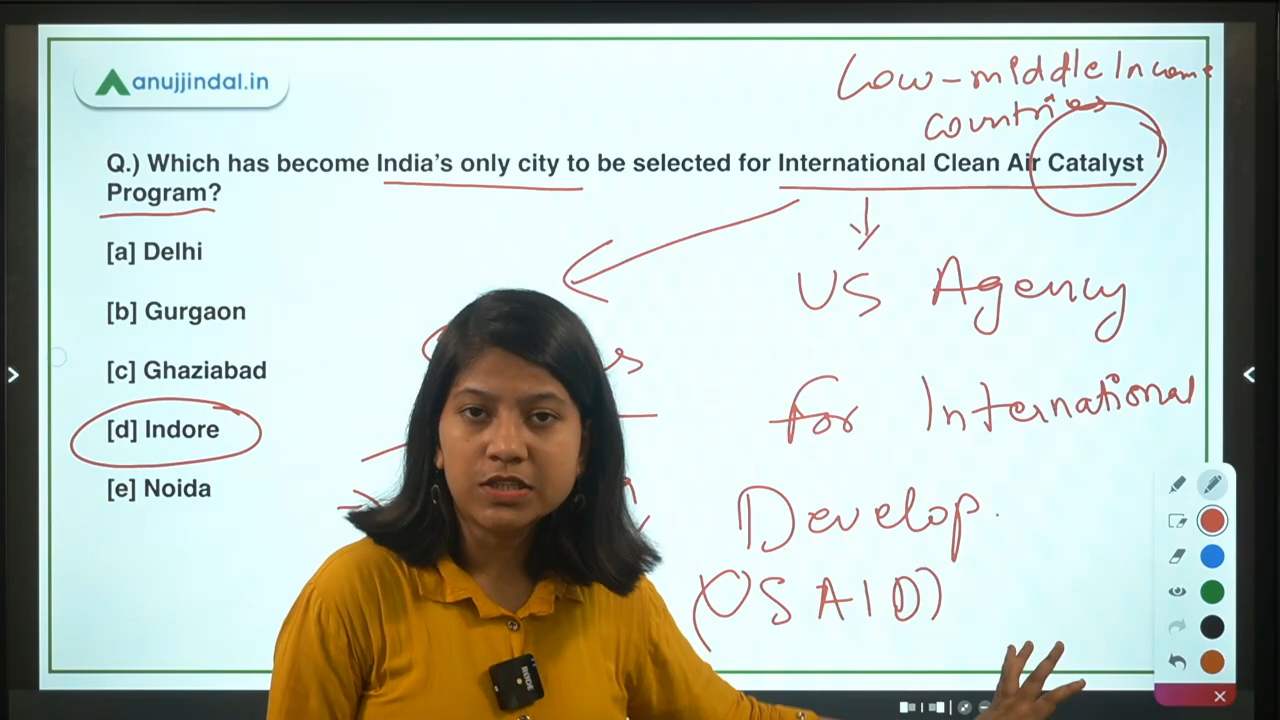 anujjindal.in
Low-middle Income
Countries
Q.) Which has become India's only city to be selected for International Clean Air Catalyst
Program?
[a] Delhi
[b] Gurgaon
[c] Ghaziabad
[d] Indore
[e] Noida
US Agency
for International
Develop.
(USAID)
RODE